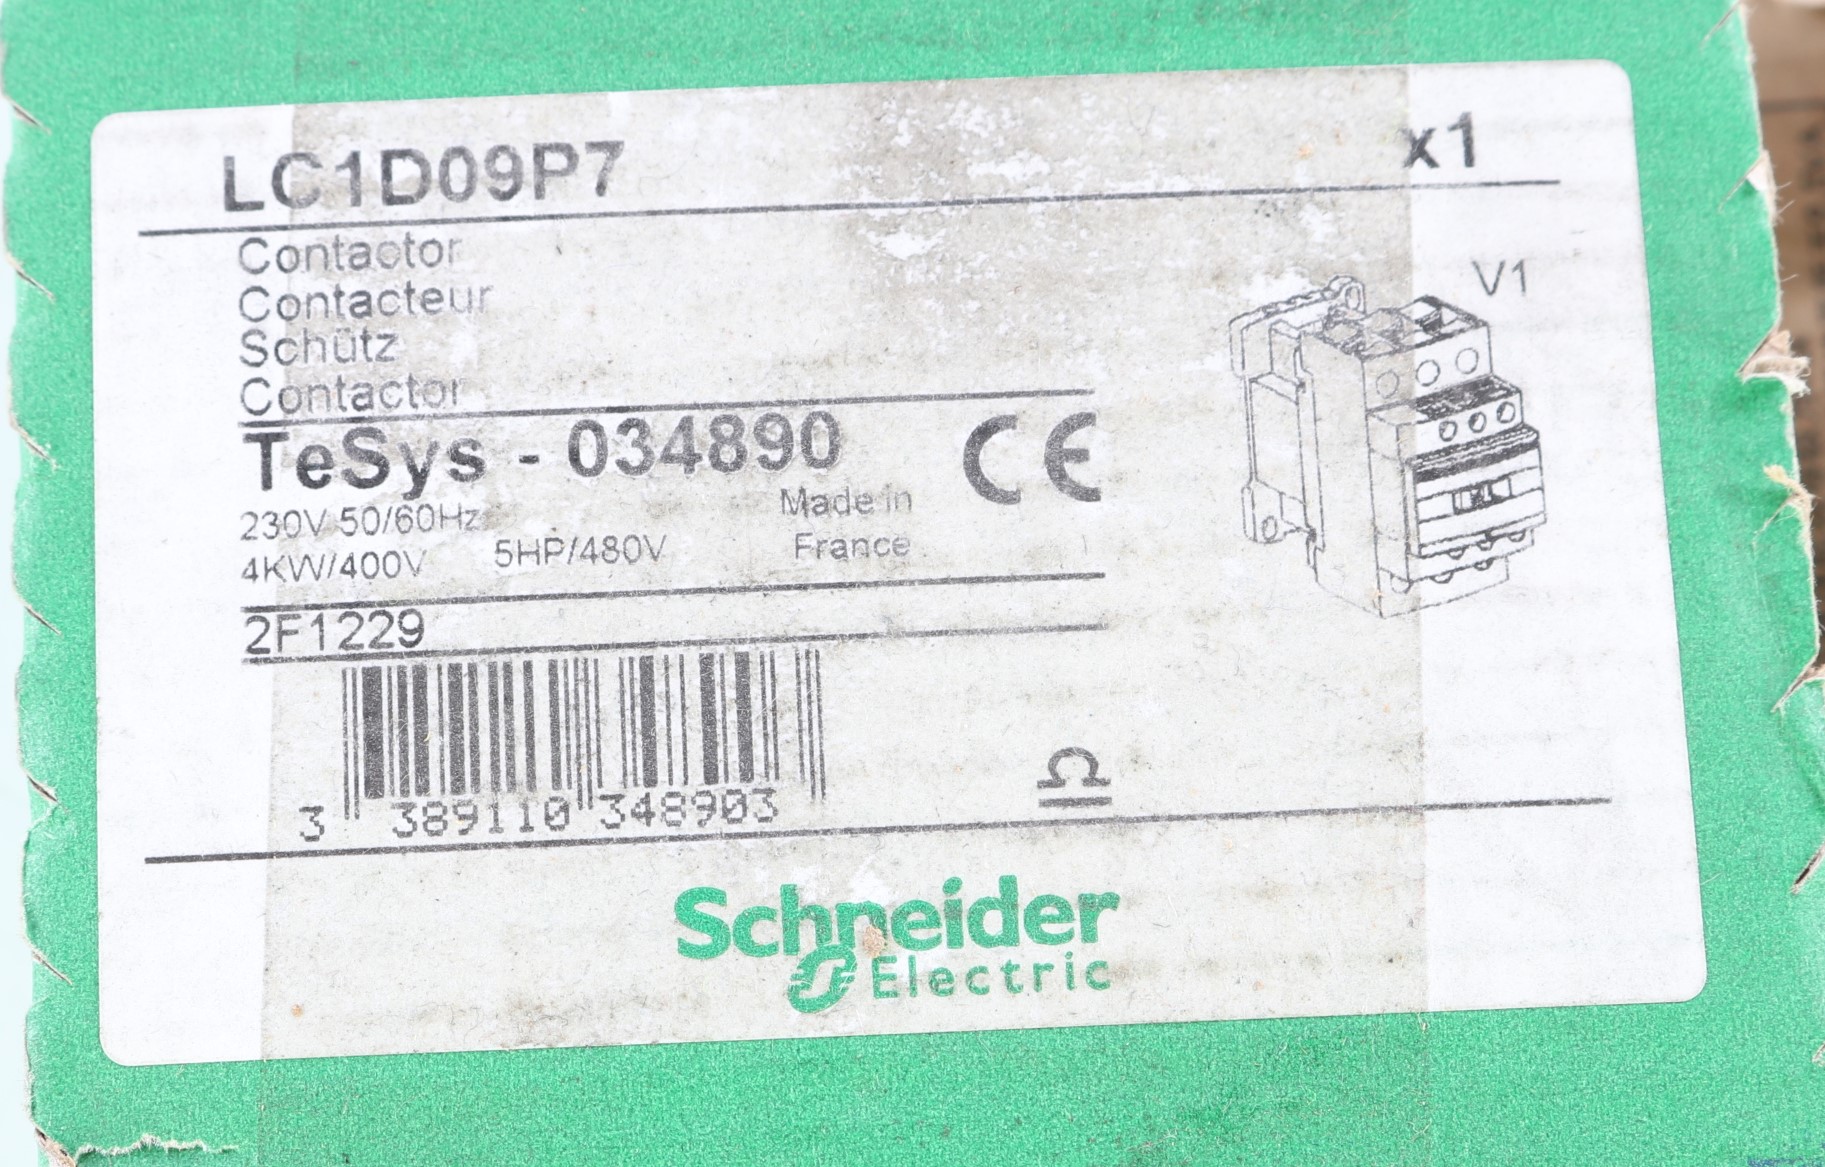 LC1D09P7 x1
Contactor
Contacteur
Schütz
Contactor
V1
TeSys - 034890 CE
230V 50/60Hz Made in
4KW/400V 5HP/480V France
2F1229
3 389110 348903
Schneider
Electric